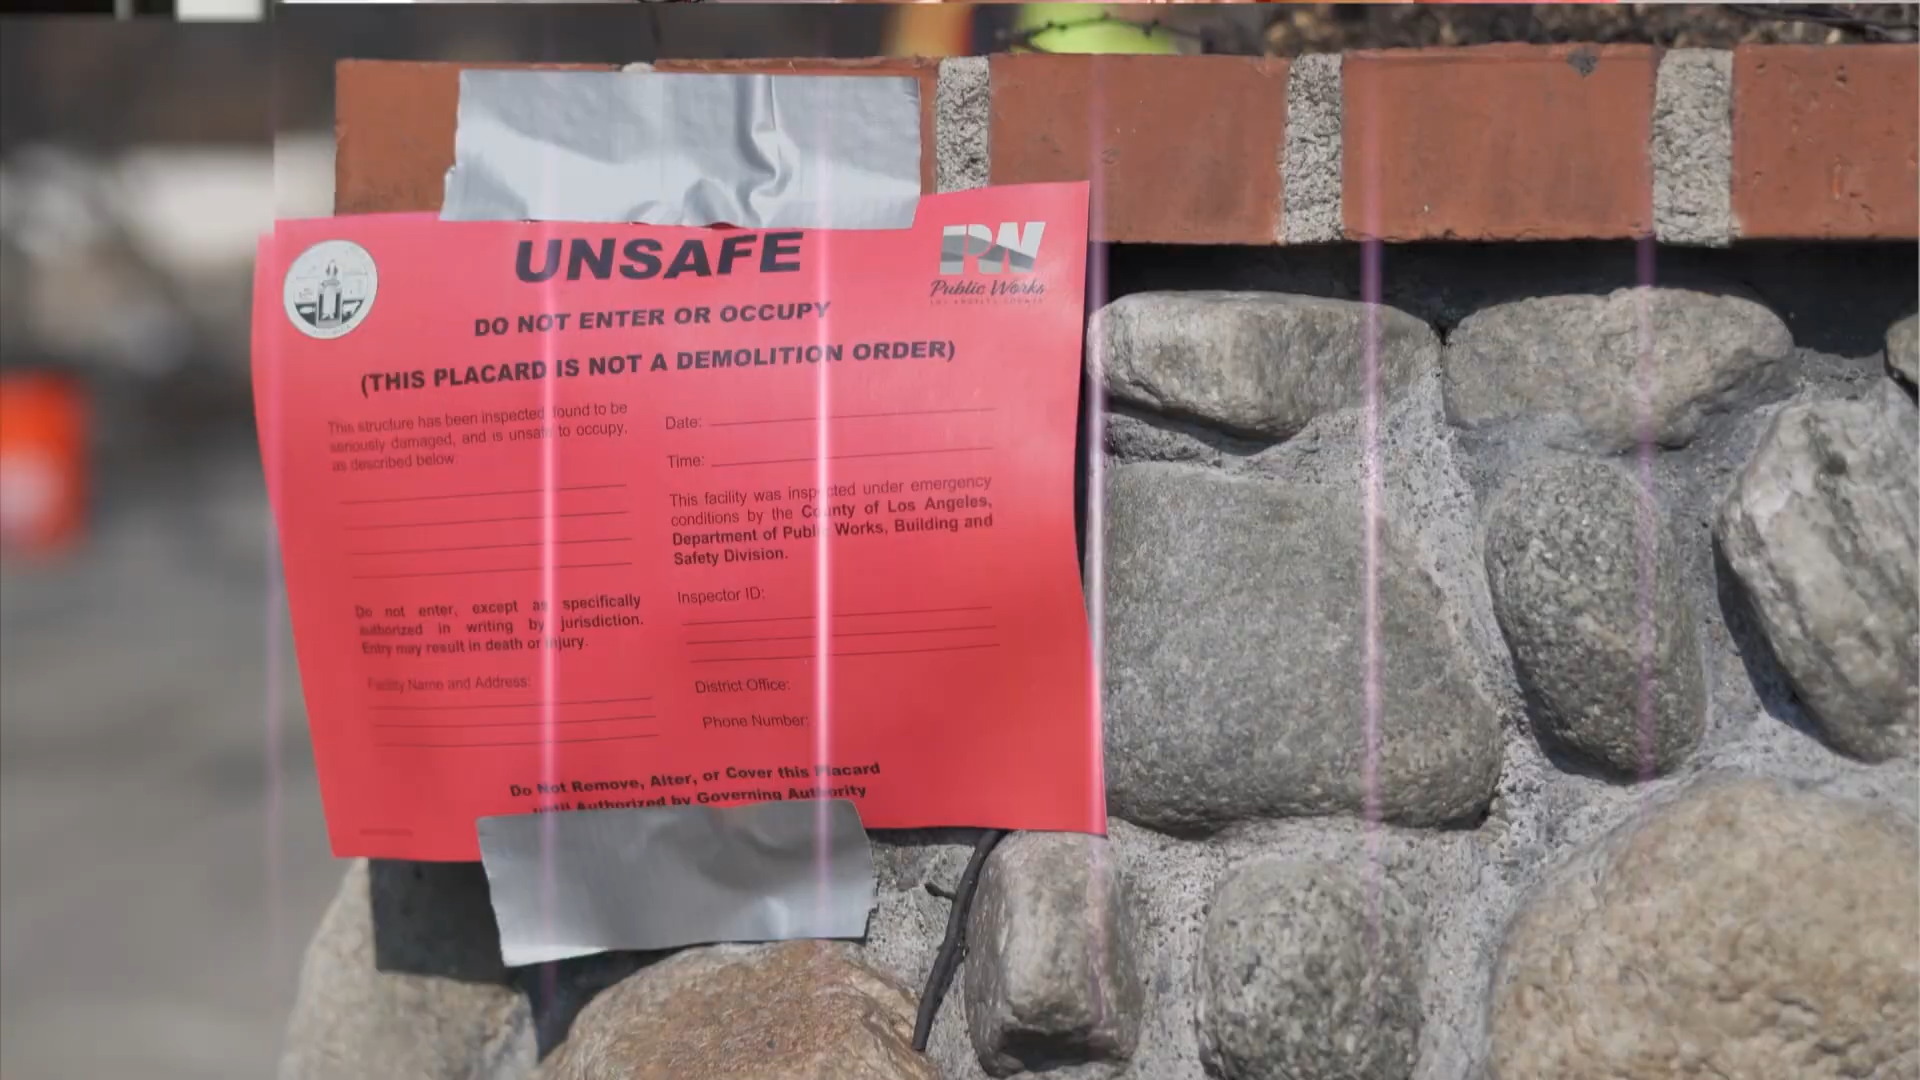 UNSAFE
Public Works
LOS ANGELES COUNTY
DO NOT ENTER OR OCCUPY
(THIS PLACARD IS NOT A DEMOLITION ORDER)
This structure has been inspected, found to be
seriously damaged, and is unsafe to occupy,
as described below:
Do not enter, except as specifically
authorized in writing by jurisdiction.
Entry may result in death or injury.
Facility Name and Address:
Date:
Time:
This facility was inspected under emergency
conditions by the County of Los Angeles,
Department of Public Works, Building and
Safety Division.
Inspector ID:
District Office:
Phone Number:
Do Not Remove, Alter, or Cover this Placard
until Authorized by Governing Authority